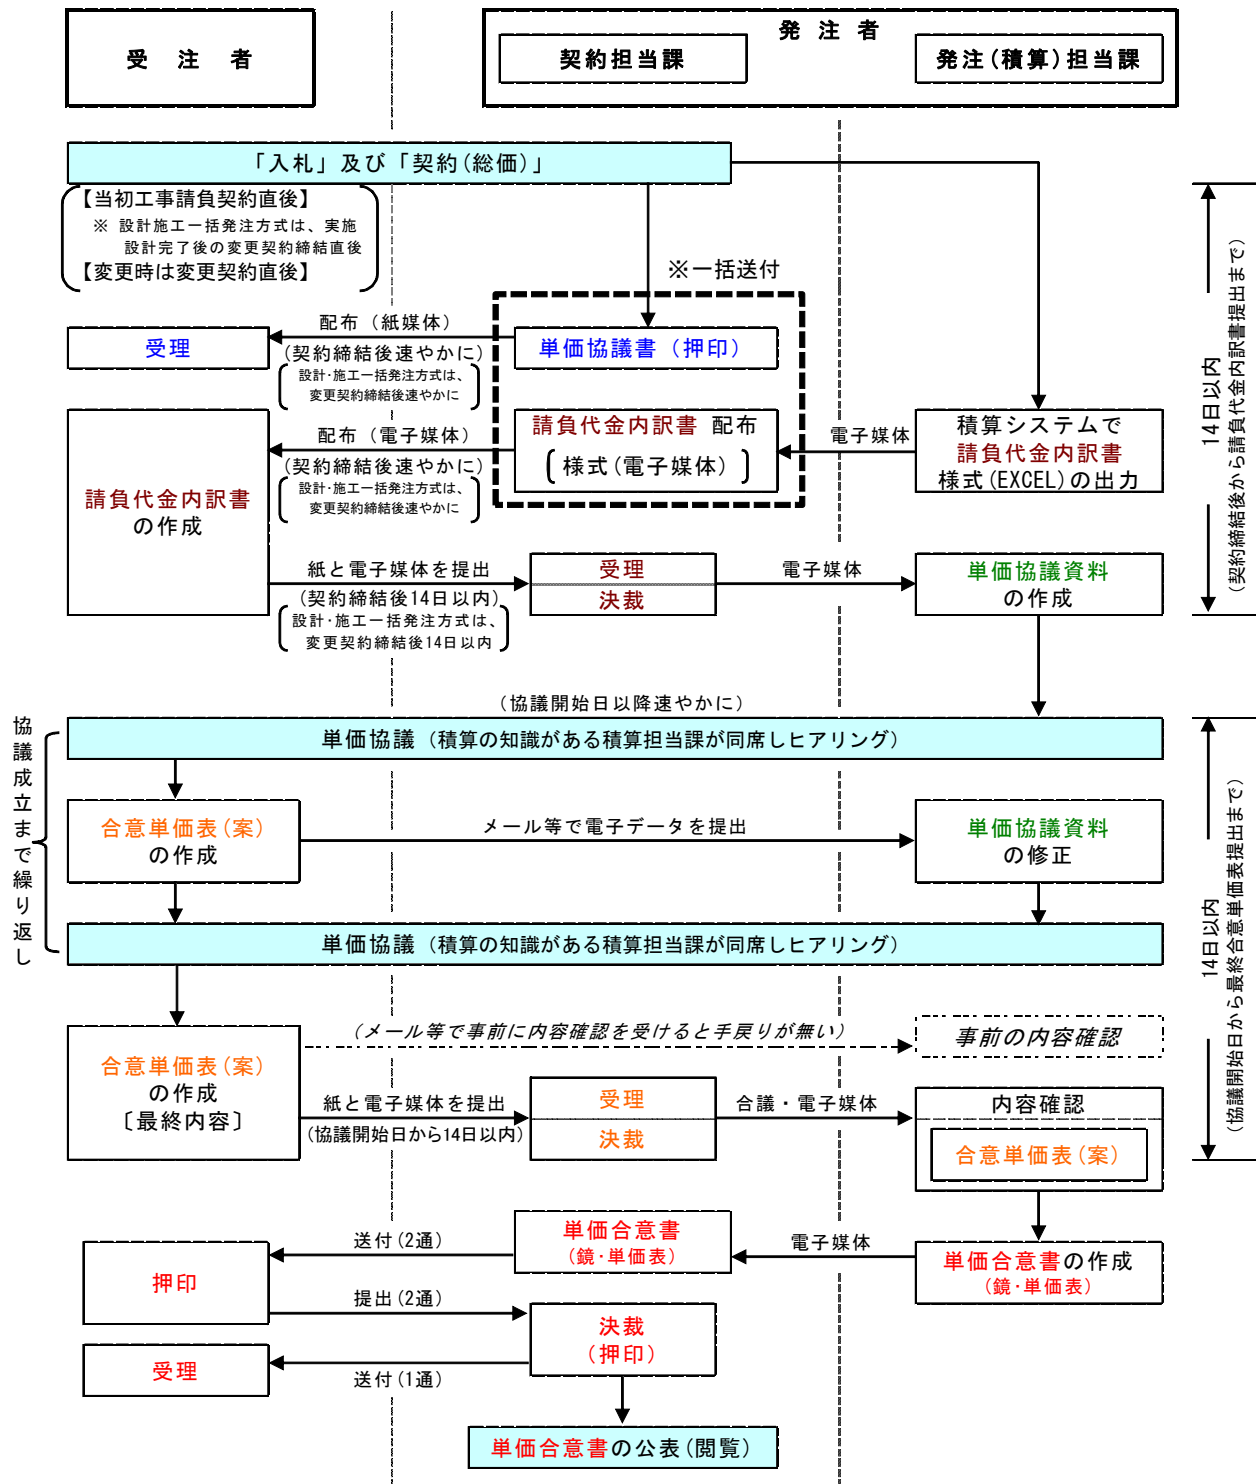 受 注 者
発 注 者
契約担当課
発注(積算)担当課
「入札」及び「契約(総価)」
【当初工事請負契約直後】
※ 設計施工一括発注方式は、実施
設計完了後の変更契約締結直後
【変更時は変更契約直後】
※一括送付
配布（紙媒体）
(契約締結後速やかに)
設計・施工一括発注方式は、
変更契約締結後速やかに
受理
単価協議書（押印）
請負代金内訳書 配布
様式(電子媒体)
電子媒体
積算システムで
請負代金内訳書
様式(EXCEL)の出力
配布（電子媒体）
(契約締結後速やかに)
設計・施工一括発注方式は、
変更契約締結後速やかに
請負代金内訳書
の作成
紙と電子媒体を提出
(契約締結後14日以内)
設計・施工一括発注方式は、
変更契約締結後14日以内
受理
決裁
電子媒体
単価協議資料
の作成
14日以内
(契約締結後から請負代金内訳書提出まで)
(協議開始日以降速やかに)
単価協議（積算の知識がある積算担当課が同席しヒアリング）
協議成立まで繰り返し
合意単価表(案)
の作成
メール等で電子データを提出
単価協議資料
の修正
単価協議（積算の知識がある積算担当課が同席しヒアリング）
14日以内
(協議開始日から最終合意単価表提出まで)
合意単価表(案)
の作成
〔最終内容〕
(メール等で事前に内容確認を受けると手戻りが無い)
事前の内容確認
紙と電子媒体を提出
(協議開始日から14日以内)
受理
決裁
合議・電子媒体
内容確認
合意単価表(案)
単価合意書の作成
(鏡・単価表)
電子媒体
単価合意書
(鏡・単価表)
送付(2通)
押印
提出(2通)
決裁
(押印)
送付(1通)
受理
単価合意書の公表(閲覧)